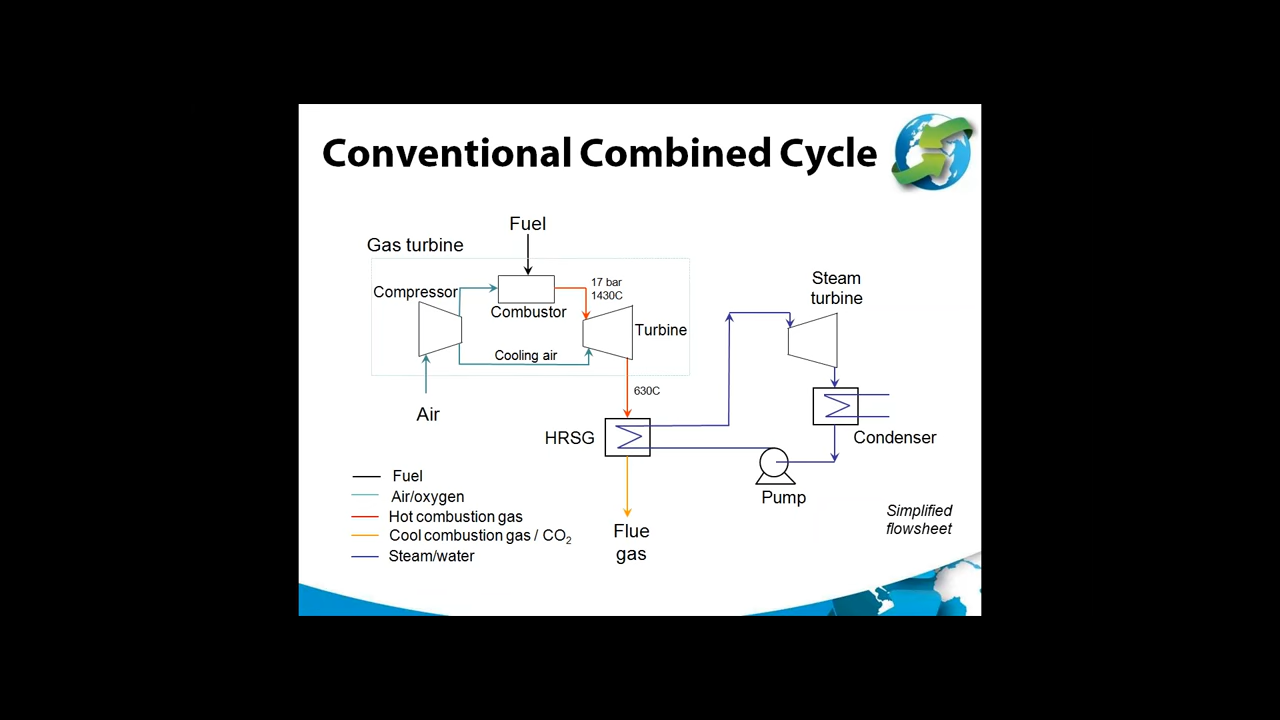 Conventional Combined Cycle
Fuel
Gas turbine
Compressor
17 bar
1430C
Combustor
Turbine
Cooling air
630C
Air
HRSG
Steam
turbine
Condenser
Pump
Fuel
Air/oxygen
Hot combustion gas
Cool combustion gas / CO₂
Steam/water
Flue
gas
Simplified
flowsheet